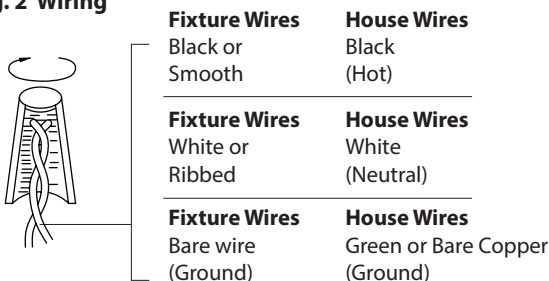 g. 2 Wiring
Fixture Wires House Wires
Black or Black
Smooth (Hot)
Fixture Wires House Wires
White or White
Ribbed (Neutral)
Fixture Wires House Wires
Bare wire Green or Bare Copper
(Ground) (Ground)